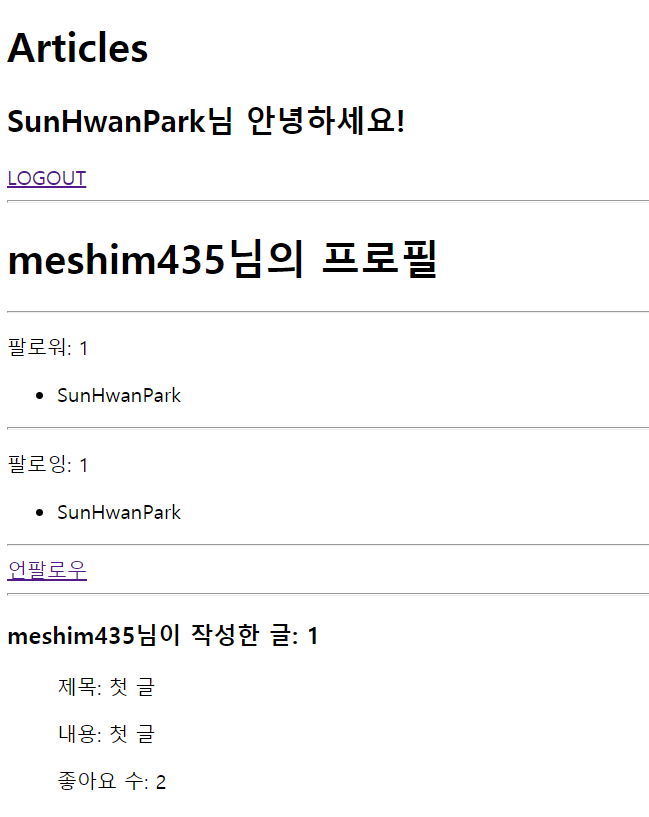 Articles
SunHwanPark님 안녕하세요!
LOGOUT
meshim435님의 프로필
팔로워: 1
SunHwanPark
팔로잉: 1
SunHwanPark
언팔로우
meshim435님이 작성한 글: 1
제목: 첫 글
내용: 첫 글
좋아요 수: 2